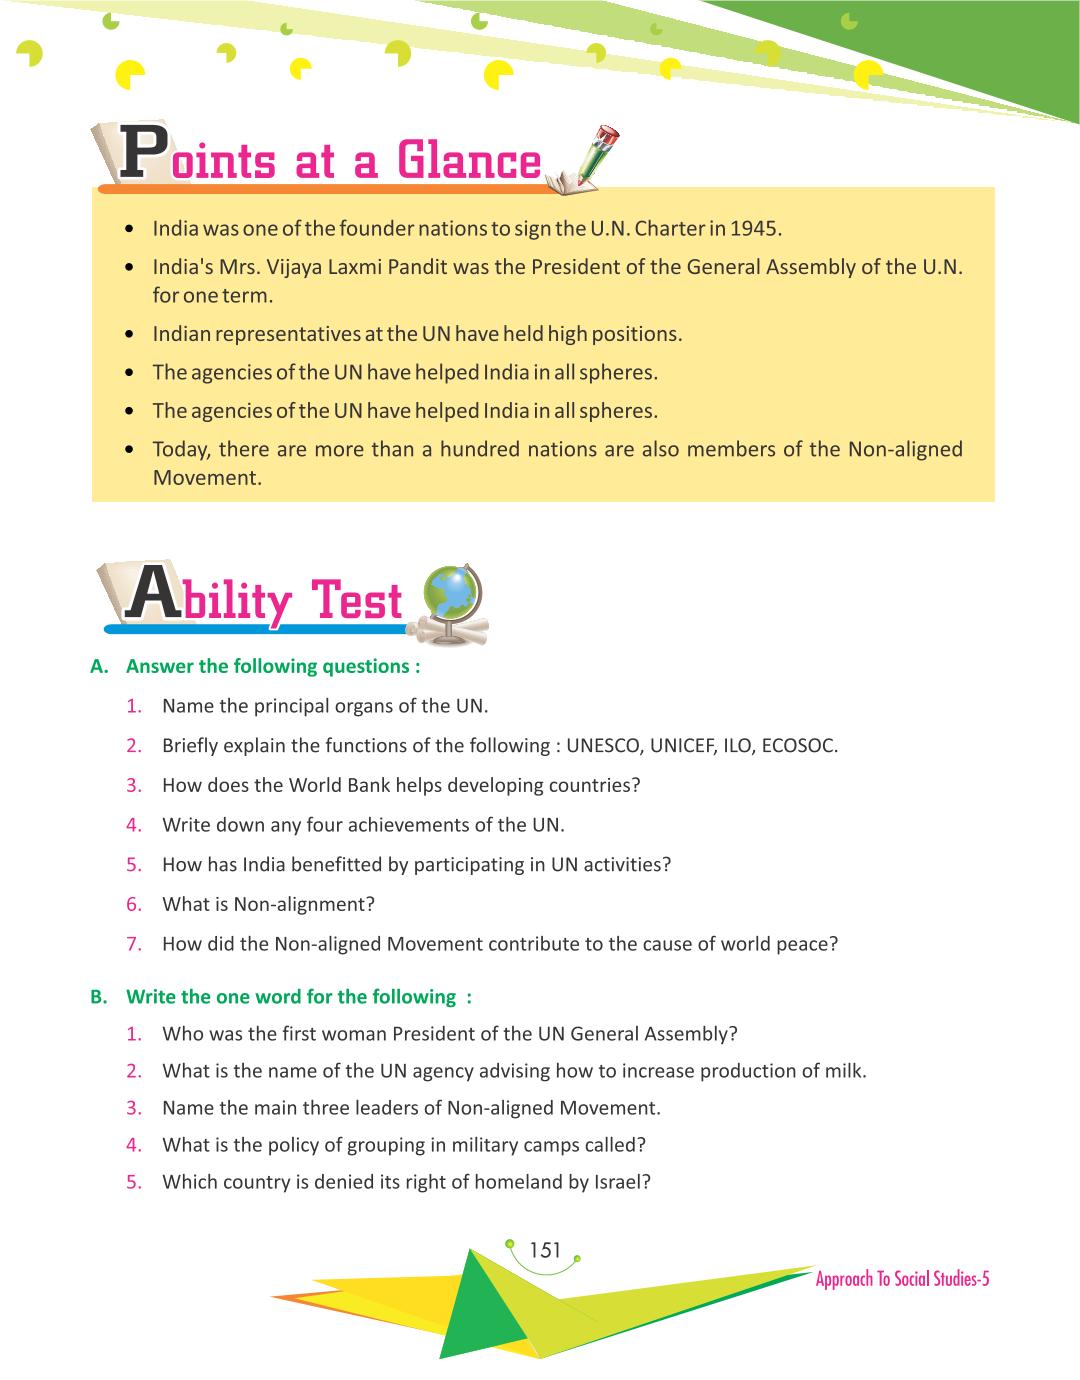 Points at a Glance
• India was one of the founder nations to sign the U.N. Charter in 1945.
• India's Mrs. Vijaya Laxmi Pandit was the President of the General Assembly of the U.N.
for one term.
• Indian representatives at the UN have held high positions.
• The agencies of the UN have helped India in all spheres.
• The agencies of the UN have helped India in all spheres.
• Today, there are more than a hundred nations are also members of the Non-aligned
Movement.
Ability Test
A. Answer the following questions :
1. Name the principal organs of the UN.
2. Briefly explain the functions of the following : UNESCO, UNICEF, ILO, ECOSOC.
3. How does the World Bank helps developing countries?
4. Write down any four achievements of the UN.
5. How has India benefitted by participating in UN activities?
6. What is Non-alignment?
7. How did the Non-aligned Movement contribute to the cause of world peace?
B. Write the one word for the following :
1. Who was the first woman President of the UN General Assembly?
2. What is the name of the UN agency advising how to increase production of milk.
3. Name the main three leaders of Non-aligned Movement.
4. What is the policy of grouping in military camps called?
5. Which country is denied its right of homeland by Israel?
151
Approach To Social Studies-5